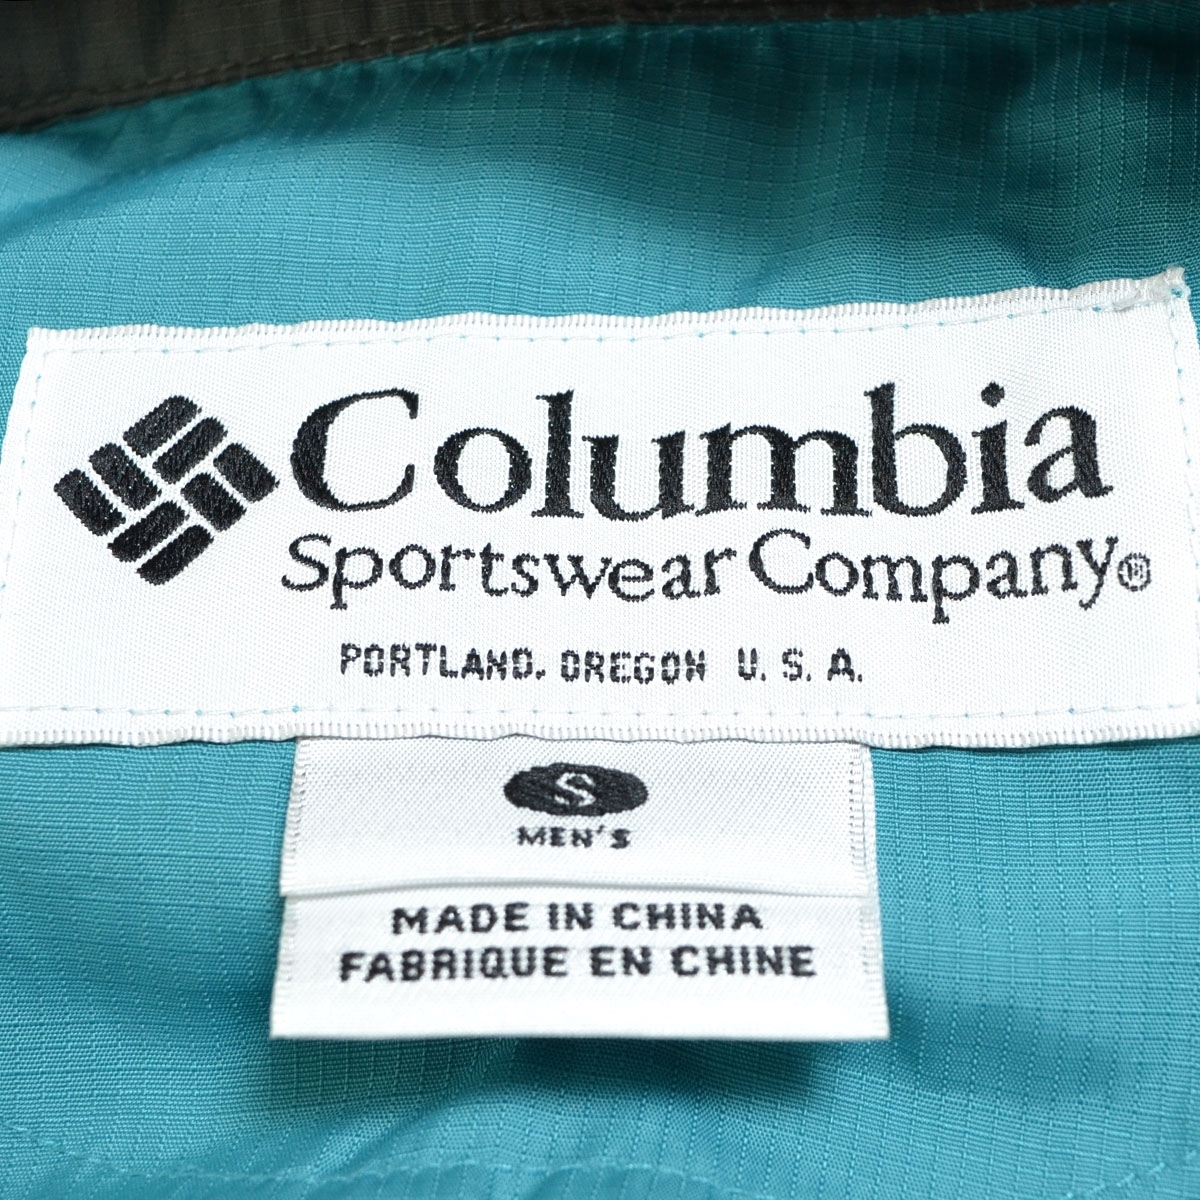 Columbia
Sportswear Company®
PORTLAND. OREGON U. S. A.
S
MEN'S
MADE IN CHINA
FABRIQUE EN CHINE